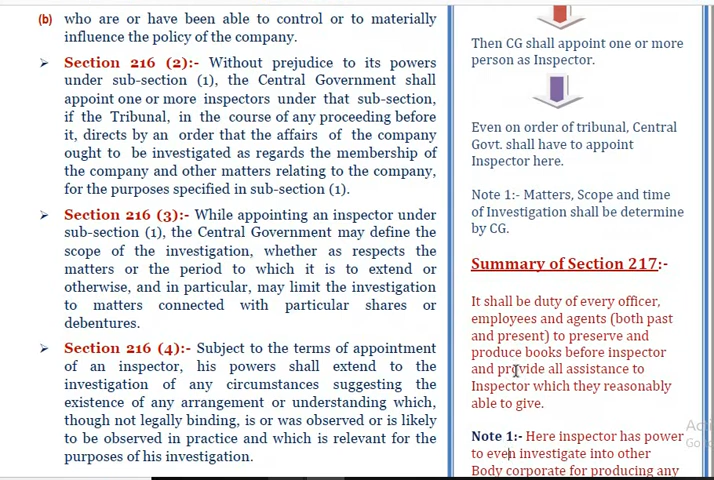 (b) who are or have been able to control or to materially
influence the policy of the company.
➢ Section 216 (2):- Without prejudice to its powers
under sub-section (1), the Central Government shall
appoint one or more inspectors under that sub-section,
if the Tribunal, in the course of any proceeding before
it, directs by an order that the affairs of the company
ought to be investigated as regards the membership of
the company and other matters relating to the company,
for the purposes specified in sub-section (1).
➢ Section 216 (3):- While appointing an inspector under
sub-section (1), the Central Government may define the
scope of the investigation, whether as respects the
matters or the period to which it is to extend or
otherwise, and in particular, may limit the investigation
to matters connected with particular shares or
debentures.
➢ Section 216 (4):- Subject to the terms of appointment
of an inspector, his powers shall extend to the
investigation of any circumstances suggesting the
existence of any arrangement or understanding which,
though not legally binding, is or was observed or is likely
to be observed in practice and which is relevant for the
purposes of his investigation.
Then CG shall appoint one or more
person as Inspector.
Even on order of tribunal, Central
Govt. shall have to appoint
Inspector here.
Note 1:- Matters, Scope and time
of Investigation shall be determine
by CG.
Summary of Section 217:-
It shall be duty of every officer,
employees and agents (both past
and present) to preserve and
produce books before inspector
and provide all assistance to
Inspector which they reasonably
able to give.
Note 1:- Here inspector has power
to even investigate into other
Body corporate for producing any